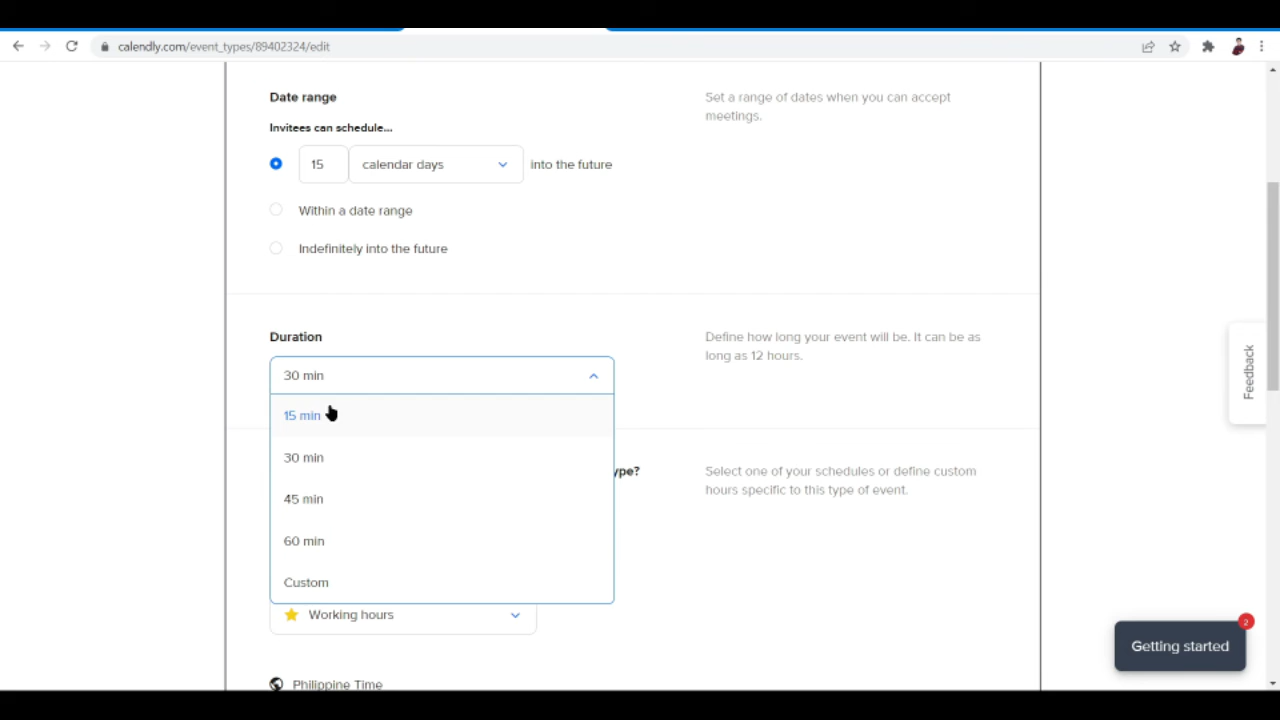 calendly.com/event_types/89402324/edit
Date range
Set a range of dates when you can accept
meetings.
Invitees can schedule...
15 calendar days into the future
Within a date range
Indefinitely into the future
Duration
Define how long your event will be. It can be as
long as 12 hours.
30 min
15 min
30 min
45 min
60 min
Custom
ype?
Select one of your schedules or define custom
hours specific to this type of event.
Working hours
Philippine Time
Feedback
2
Getting started